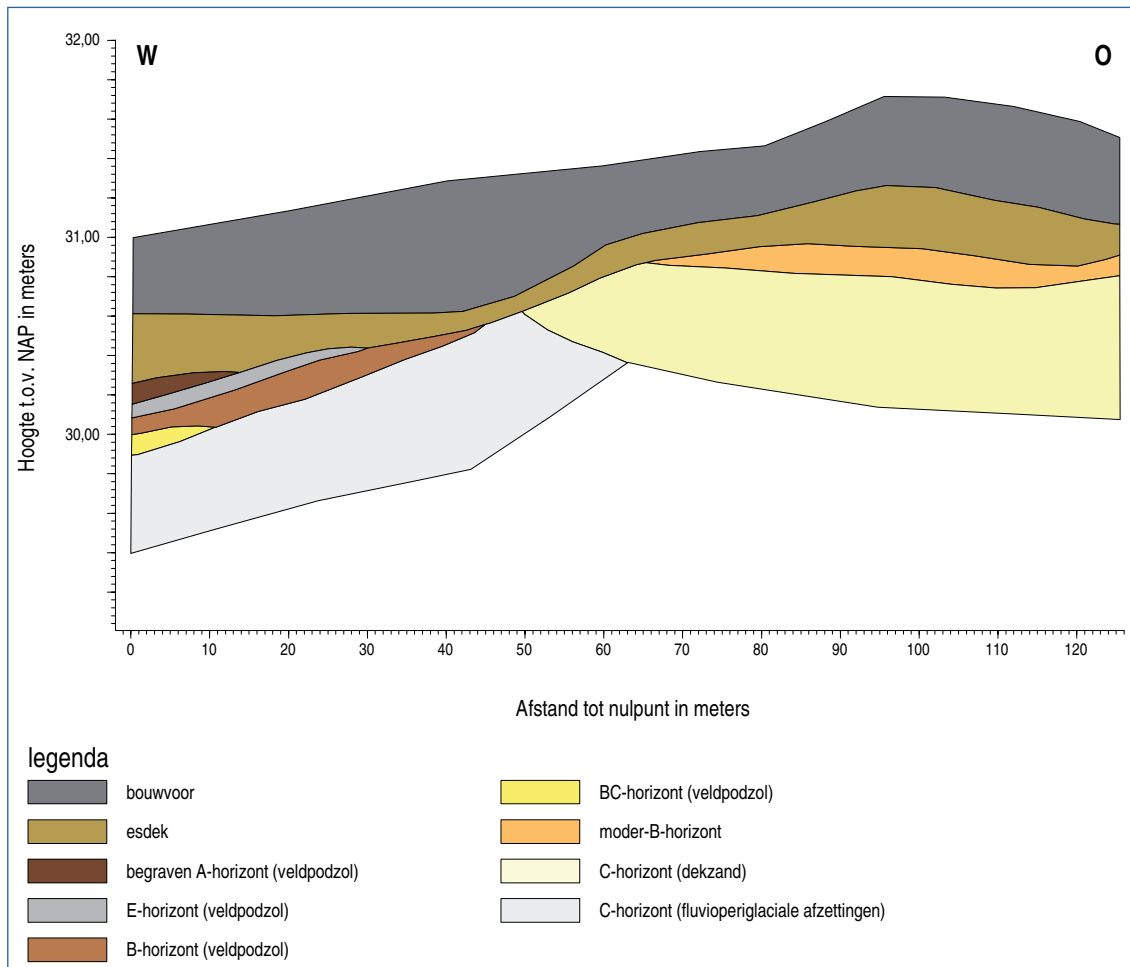 32,00
W
O
31,00
Hoogte t.o.v. NAP in meters
30,00
0 10 20 30 40 50 60 70 80 90 100 110 120
Afstand tot nulpunt in meters
legenda
bouwvoor
esdek
begraven A-horizont (veldpodzol)
E-horizont (veldpodzol)
B-horizont (veldpodzol)
BC-horizont (veldpodzol)
moder-B-horizont
C-horizont (dekzand)
C-horizont (fluvioperiglaciale afzettingen)